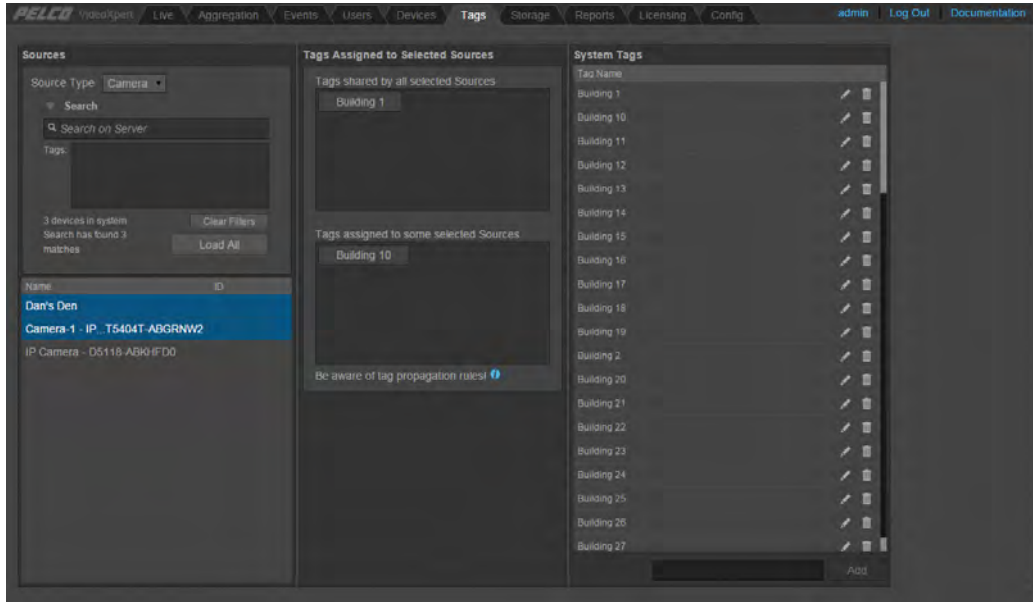 PELCO VideoXpert Live Aggregation Events Users Devices Tags Storage Reports Licensing Config admin Log Out Documentation
Sources
Source Type Camera
Search
Search on Server
Tags:
3 devices in system
Clear Filters
Search has found 3
matches
Load All
Name ID
Dan's Den
Camera-1 - IP...T5404T-ABGRNW2
IP Camera - D5118-ABKHFD0
Tags Assigned to Selected Sources
Tags shared by all selected Sources
Building 1
Tags assigned to some selected Sources
Building 10
Be aware of tag propagation rules!
System Tags
Tag Name
Building 1
Building 10
Building 11
Building 12
Building 13
Building 14
Building 15
Building 16
Building 17
Building 18
Building 19
Building 2
Building 20
Building 21
Building 22
Building 23
Building 24
Building 25
Building 26
Building 27
Add